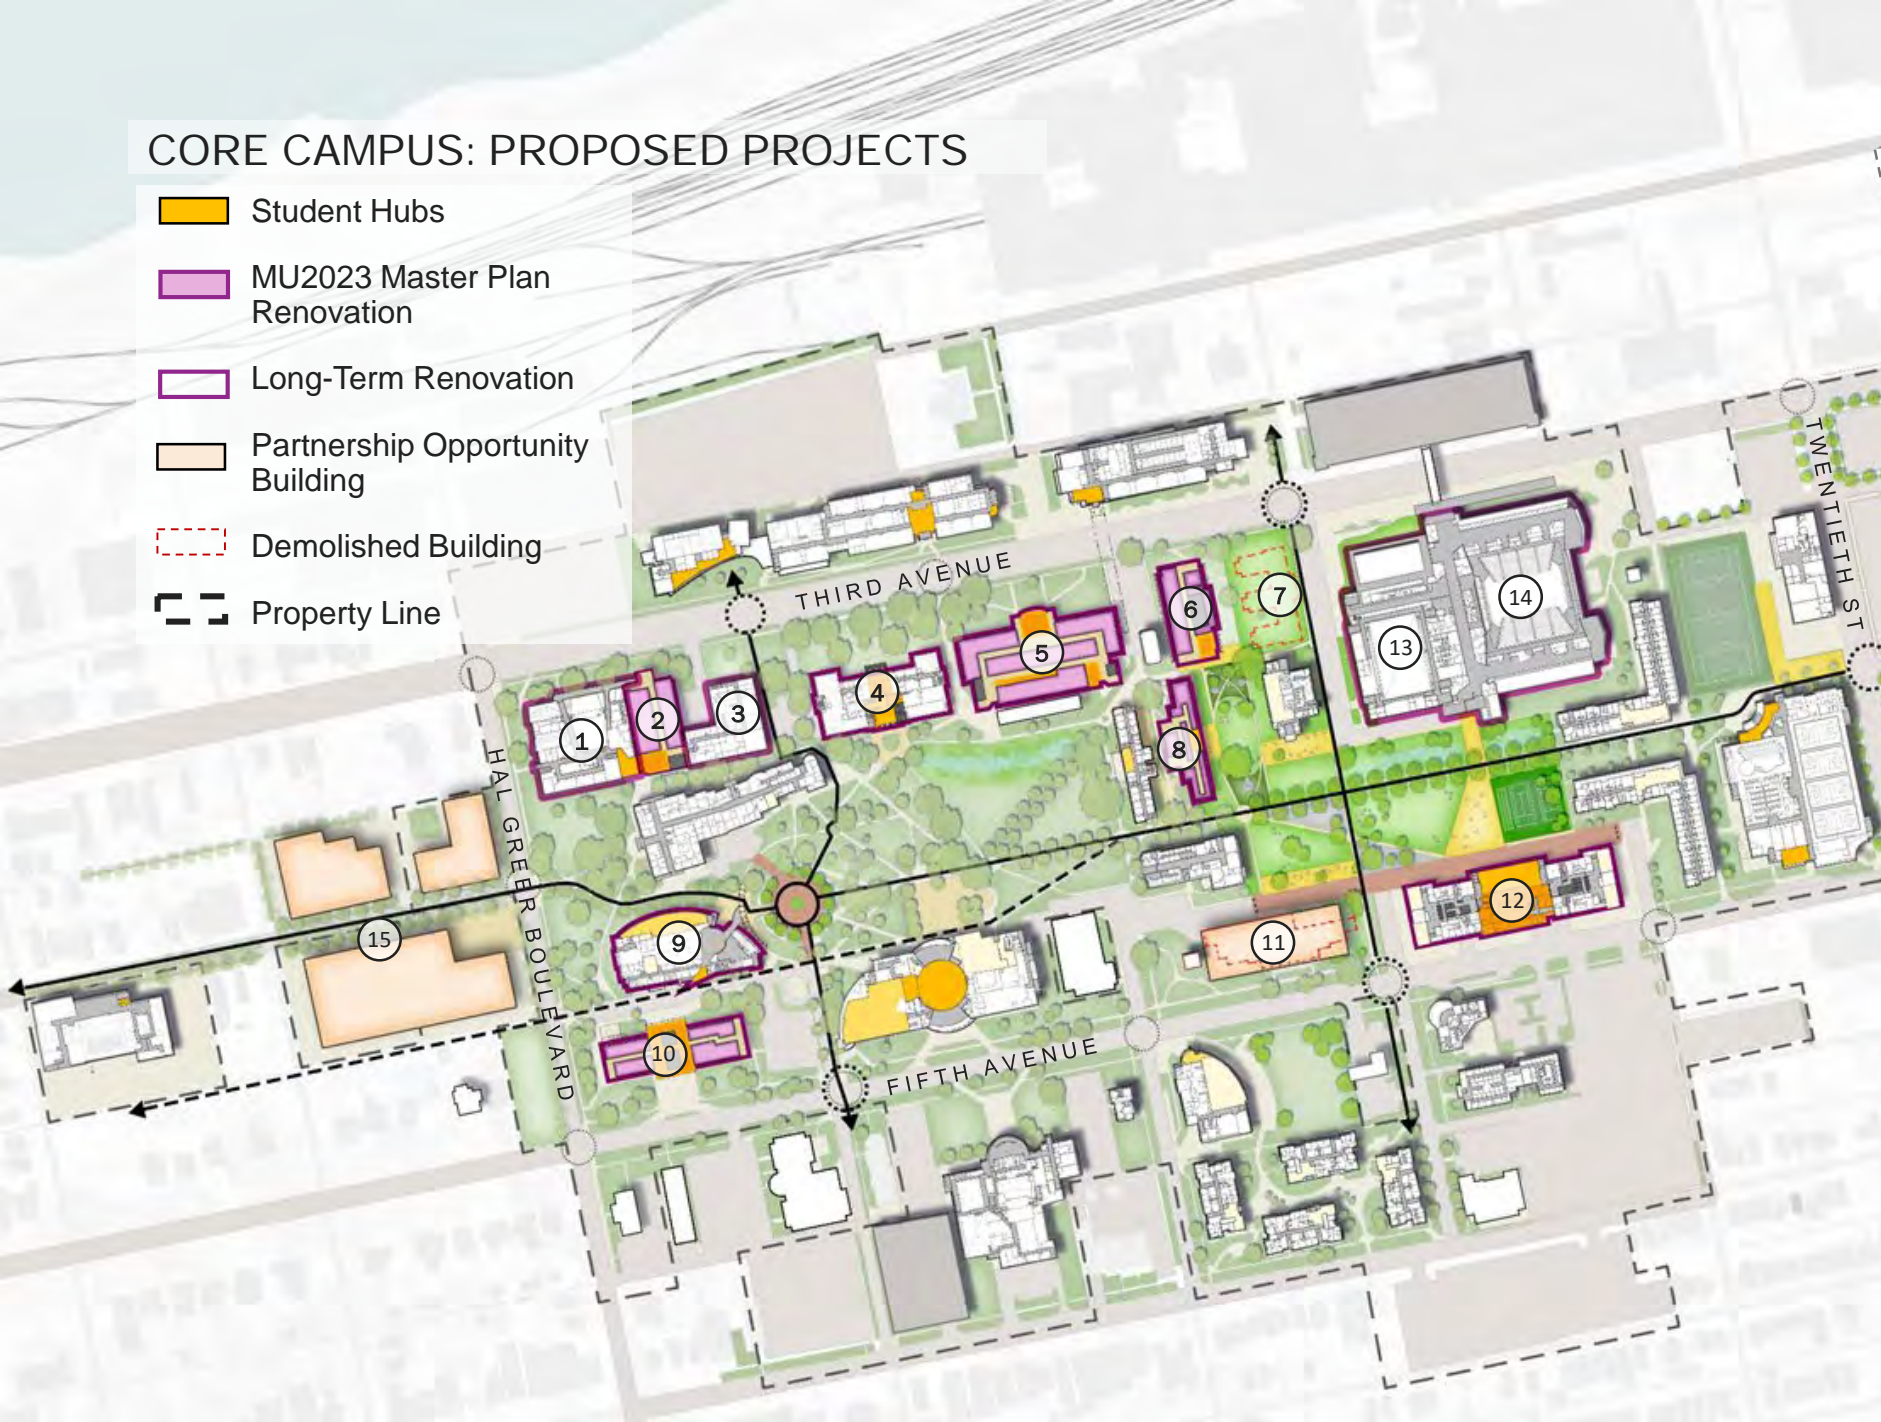 CORE CAMPUS: PROPOSED PROJECTS
Student Hubs
MU2023 Master Plan
Renovation
Long-Term Renovation
Partnership Opportunity
Building
Demolished Building
Property Line
THIRD AVENUE
TWENTIETH ST
HAL GREER BOULEVARD
FIFTH AVENUE
1
2
3
4
5
6
7
8
9
10
11
12
13
14
15